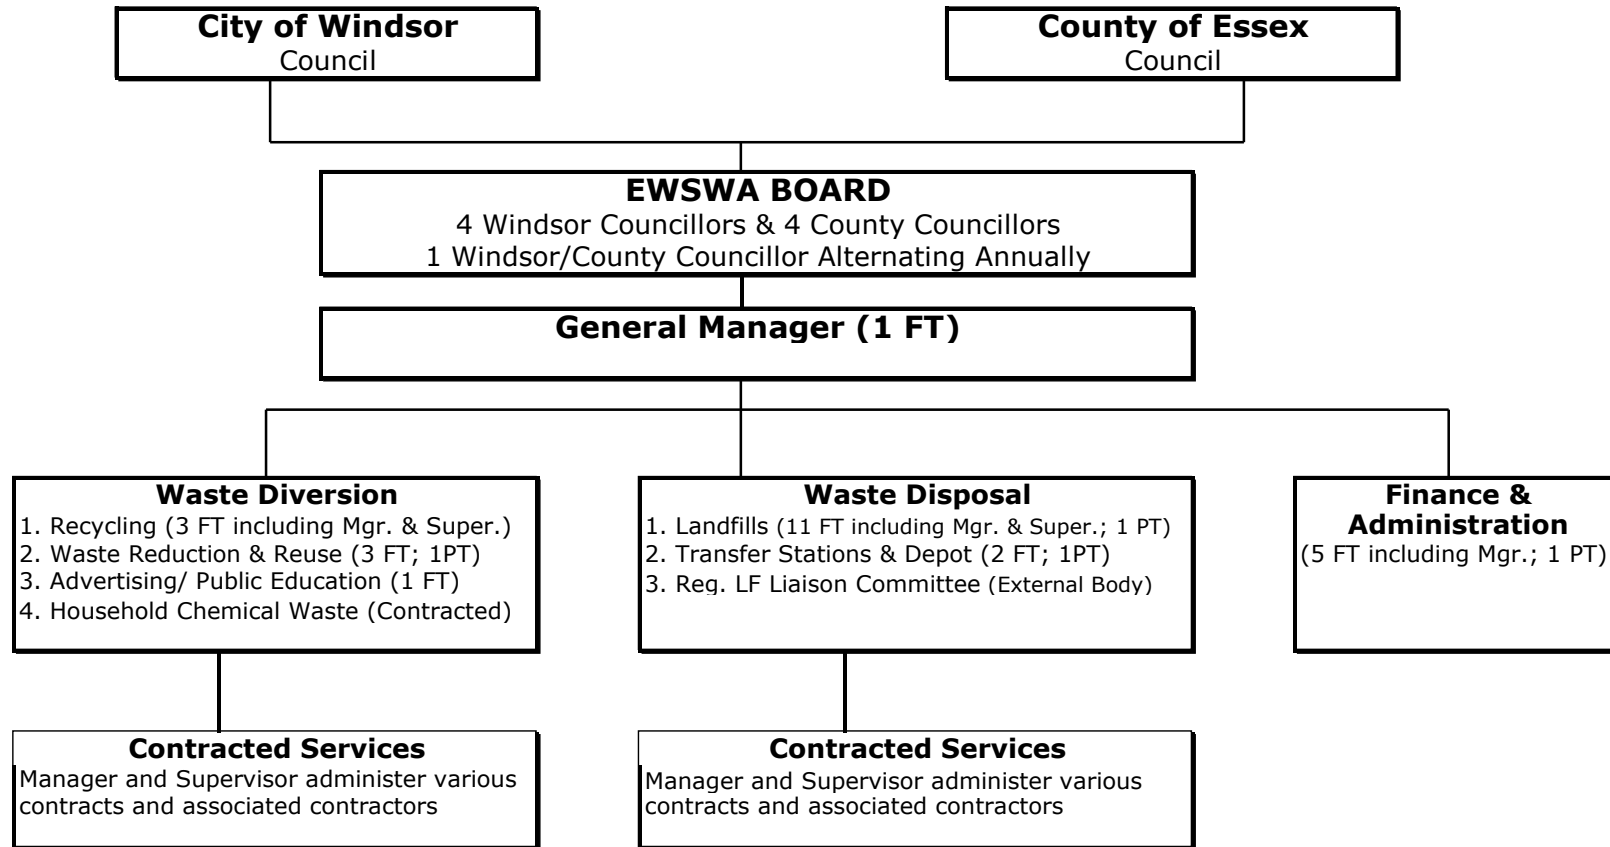 City of Windsor
Council
County of Essex
Council
EWSWA BOARD
4 Windsor Councillors & 4 County Councillors
1 Windsor/County Councillor Alternating Annually
General Manager (1 FT)
Waste Diversion
1. Recycling (3 FT including Mgr. & Super.)
2. Waste Reduction & Reuse (3 FT; 1PT)
3. Advertising/ Public Education (1 FT)
4. Household Chemical Waste (Contracted)
Waste Disposal
1. Landfills (11 FT including Mgr. & Super.; 1 PT)
2. Transfer Stations & Depot (2 FT; 1PT)
3. Reg. LF Liaison Committee (External Body)
Finance &
Administration
(5 FT including Mgr.; 1 PT)
Contracted Services
Manager and Supervisor administer various
contracts and associated contractors
Contracted Services
Manager and Supervisor administer various
contracts and associated contractors